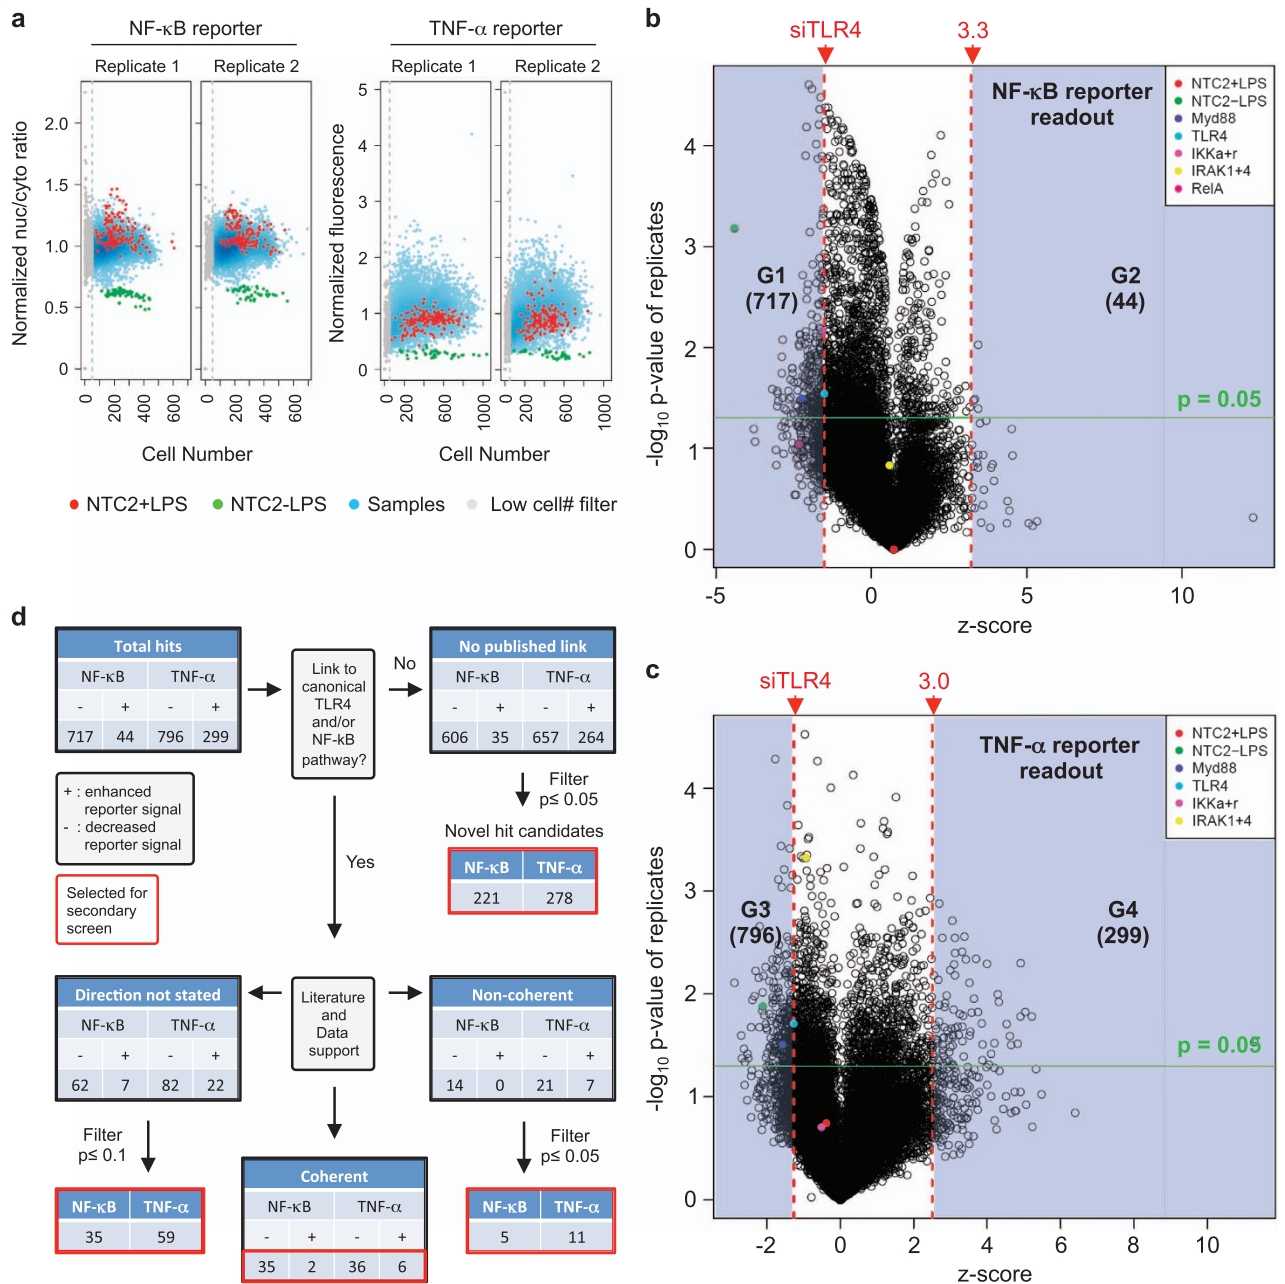 a
NF-κB reporter
TNF-α reporter
Replicate 1
Replicate 2
Replicate 1
Replicate 2
Normalized nuc/cyto ratio
2.0
1.5
1.0
0.5
0
0
200
400
600
0
200
400
600
Cell Number
Normalized fluorescence
5
4
3
2
1
0
0
200
600
1000
0
200
600
1000
Cell Number
NTC2+LPS
NTC2-LPS
Samples
Low cell# filter
b
siTLR4
3.3
NF-κB reporter
readout
NTC2+LPS
NTC2−LPS
Myd88
TLR4
IKKa+r
IRAK1+4
RelA
G1
(717)
G2
(44)
p = 0.05
-log10 p-value of replicates
4
3
2
1
0
-5
0
5
10
z-score
c
siTLR4
3.0
TNF-α reporter
readout
NTC2+LPS
NTC2−LPS
Myd88
TLR4
IKKa+r
IRAK1+4
G3
(796)
G4
(299)
p = 0.05
-log10 p-value of replicates
4
3
2
1
0
-2
0
2
4
6
8
10
z-score
d
Total hits
NF-κB TNF-α
- + - +
717 44 796 299
Link to
canonical
TLR4
and/or
NF-kB
pathway?
No
No published link
NF-κB TNF-α
- + - +
606 35 657 264
+ : enhanced
reporter signal
- : decreased
reporter signal
Selected for
secondary
screen
Filter
p≤ 0.05
Novel hit candidates
NF-κB TNF-α
221 278
Yes
Direction not stated
NF-κB TNF-α
- + - +
62 7 82 22
Literature
and
Data
support
Non-coherent
NF-κB TNF-α
- + - +
14 0 21 7
Filter
p≤ 0.1
Filter
p≤ 0.05
NF-κB TNF-α
35 59
Coherent
NF-κB TNF-α
- + - +
35 2 36 6
NF-κB TNF-α
5 11